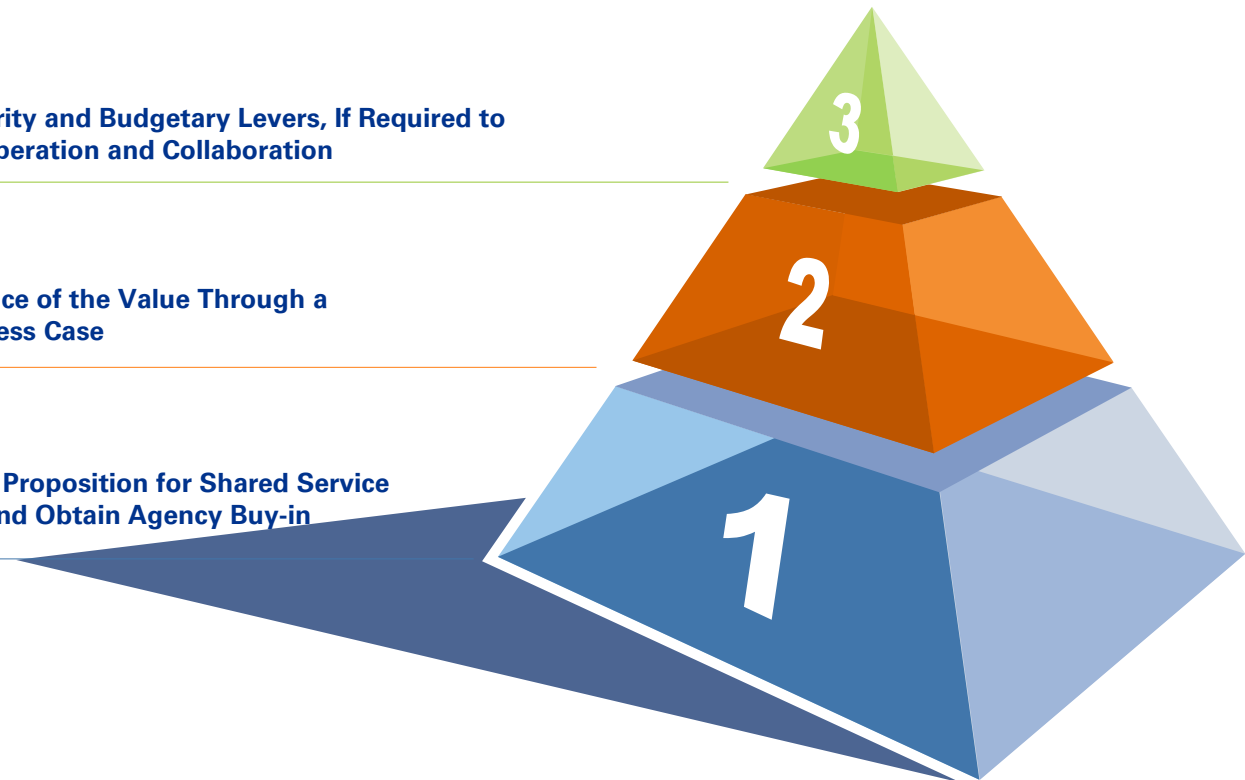 rity and Budgetary Levers, If Required to
peration and Collaboration
3
ce of the Value Through a
ess Case
2
Proposition for Shared Service
nd Obtain Agency Buy-in
1